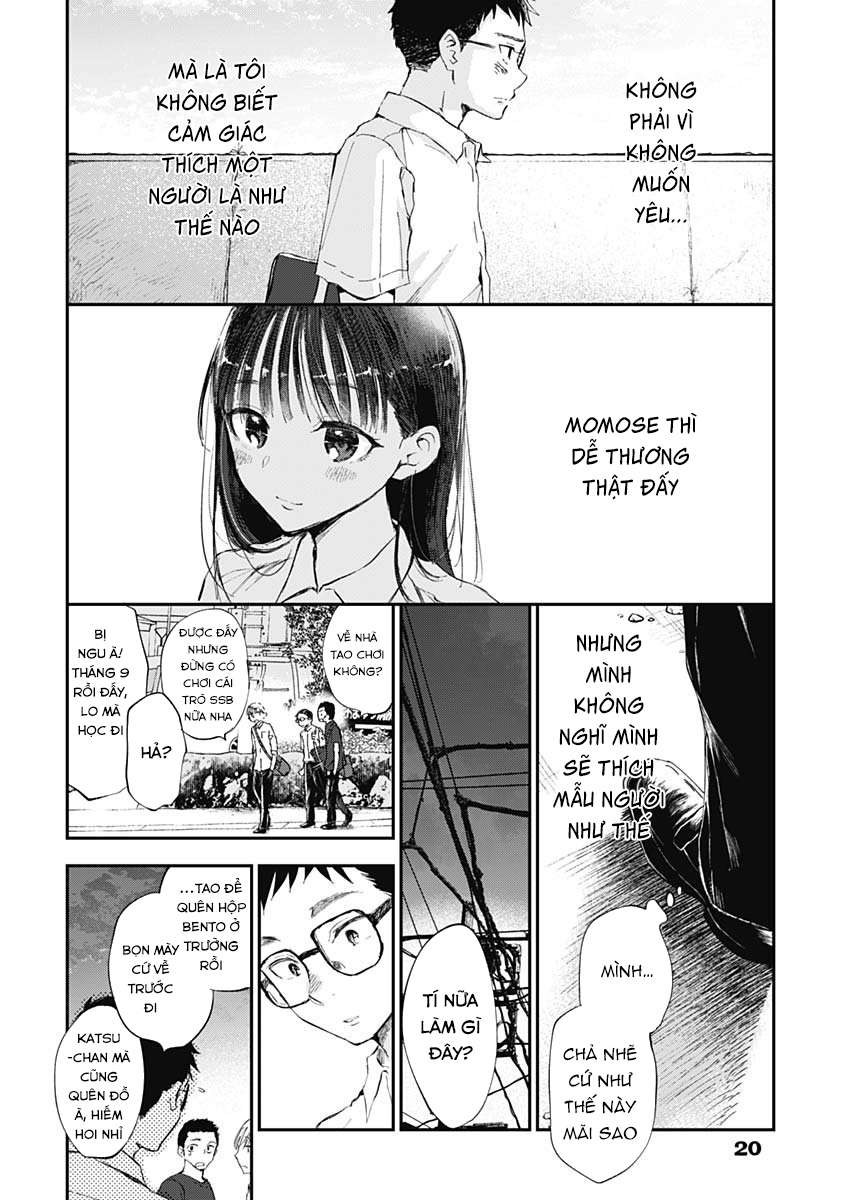 KHÔNG
PHẢI VÌ
KHÔNG
MUỐN
YÊU...
MÀ LÀ TÔI
KHÔNG BIẾT
CẢM GIÁC
THÍCH MỘT
NGƯỜI LÀ NHƯ
THẾ NÀO
MOMOSE THÌ
DỄ THƯƠNG
THẬT ĐẤY
NHƯNG
MÌNH
KHÔNG
NGHĨ MÌNH
SẼ THÍCH
MẪU NGƯỜI
NHƯ THẾ
MÌNH...
CHẢ NHẼ
CỨ NHƯ
THẾ NÀY
MÃI SAO
TÍ NỮA
LÀM GÌ
ĐÂY?
VỀ NHÀ
TAO CHƠI
KHÔNG?
ĐƯỢC ĐẤY
NHƯNG
ĐỪNG CÓ
CHƠI CÁI
TRÓ SSB
NỮA NHA
HẢ?
BỊ
NGU À!
THÁNG 9
RỒI ĐẤY,
LO MÀ
HỌC ĐI
...TAO ĐỂ
QUÊN HỘP
BENTO Ở
TRƯỜNG
RỒI
BỌN MÀY
CỨ VỀ
TRƯỚC
ĐI
KATSU
-CHAN MÀ
CŨNG
QUÊN ĐỒ
À, HIẾM
HOI NHỈ
20